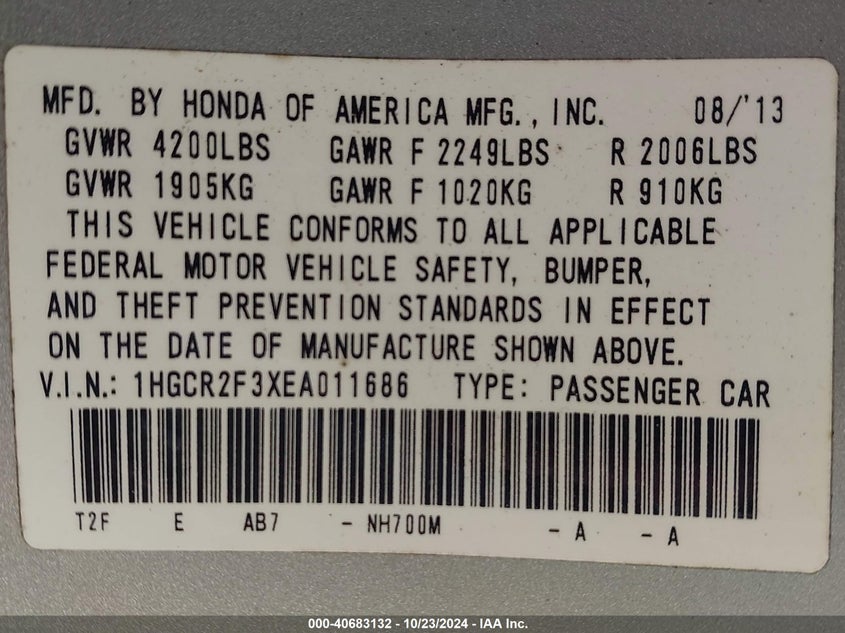 MFD. BY HONDA OF AMERICA MFG., INC. 08/'13
GVWR 4200LBS GAWR F 2249LBS R 2006LBS
GVWR 1905KG GAWR F 1020KG R 910KG
THIS VEHICLE CONFORMS TO ALL APPLICABLE
FEDERAL MOTOR VEHICLE SAFETY, BUMPER,
AND THEFT PREVENTION STANDARDS IN EFFECT
ON THE DATE OF MANUFACTURE SHOWN ABOVE.
V.I.N.: 1HGCR2F3XEA011686 TYPE: PASSENGER CAR
T2F E AB7 - NH700M - A - A
000-40683132 - 10/23/2024 - IAA Inc.